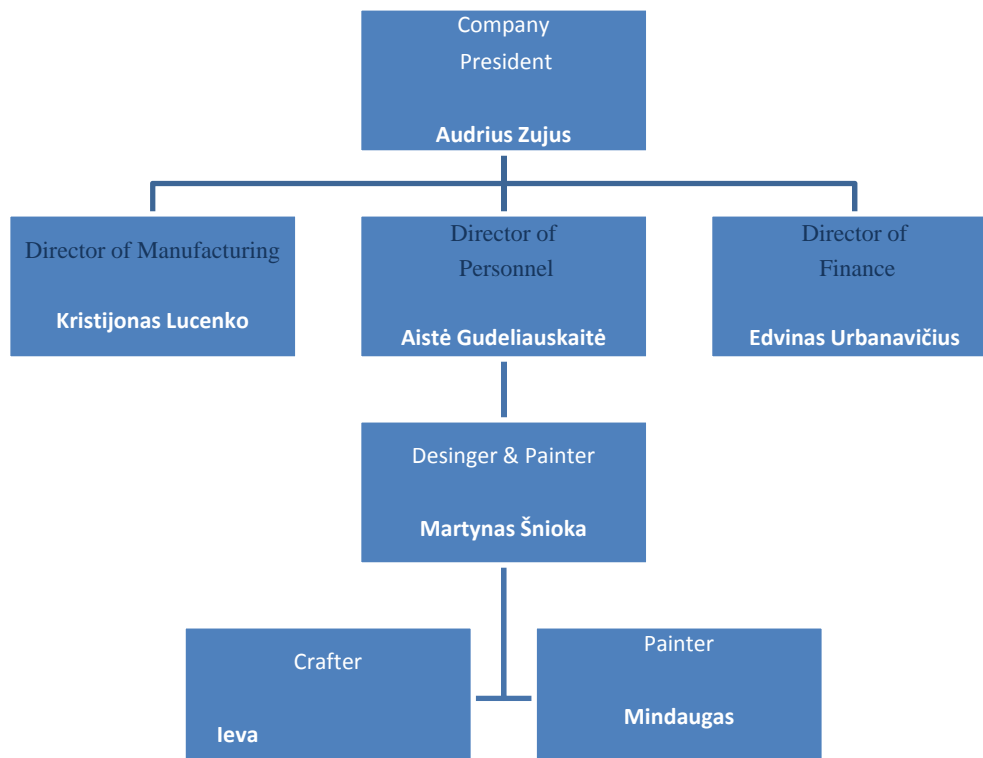 Company
President
Audrius Zujus
Director of Manufacturing
Kristijonas Lucenko
Director of
Personnel
Aistė Gudeliauskaitė
Director of
Finance
Edvinas Urbanavičius
Desinger & Painter
Martynas Šnioka
Crafter
Ieva
Painter
Mindaugas